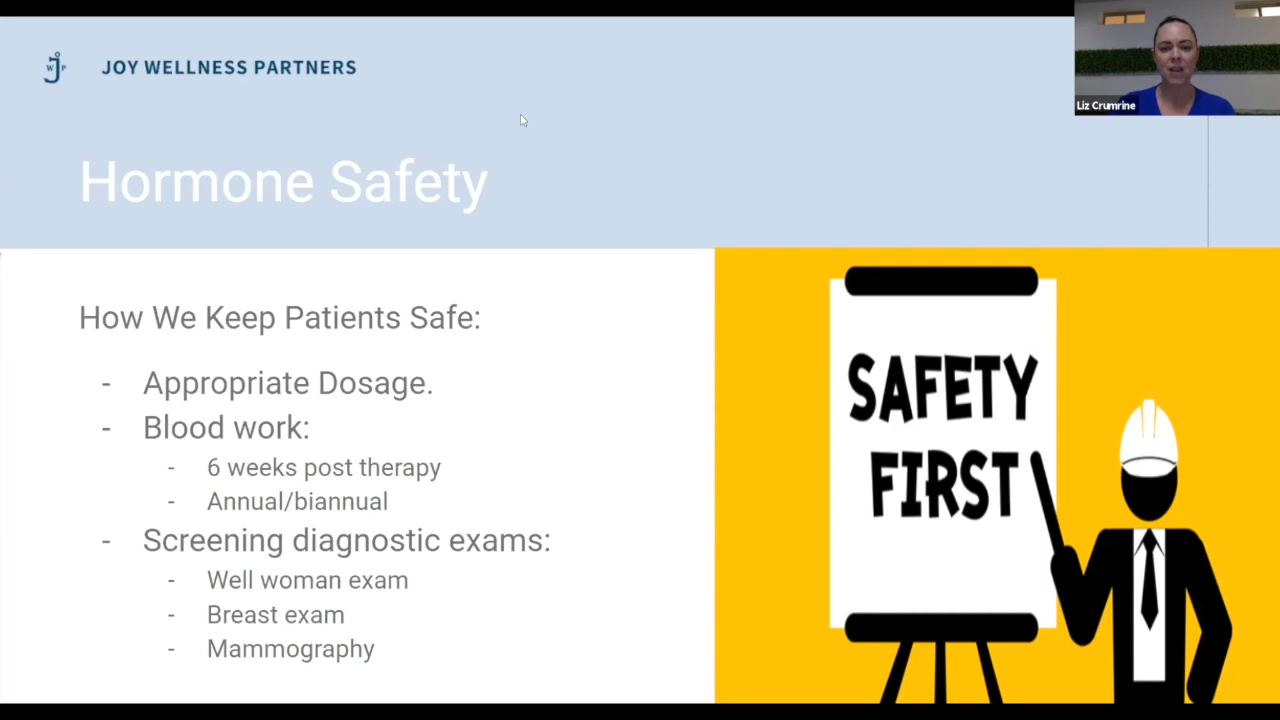 JOY WELLNESS PARTNERS
W J P
Liz Crumrine
Hormone Safety
How We Keep Patients Safe:
- Appropriate Dosage.
- Blood work:
- 6 weeks post therapy
- Annual/biannual
- Screening diagnostic exams:
- Well woman exam
- Breast exam
- Mammography
SAFETY
FIRST